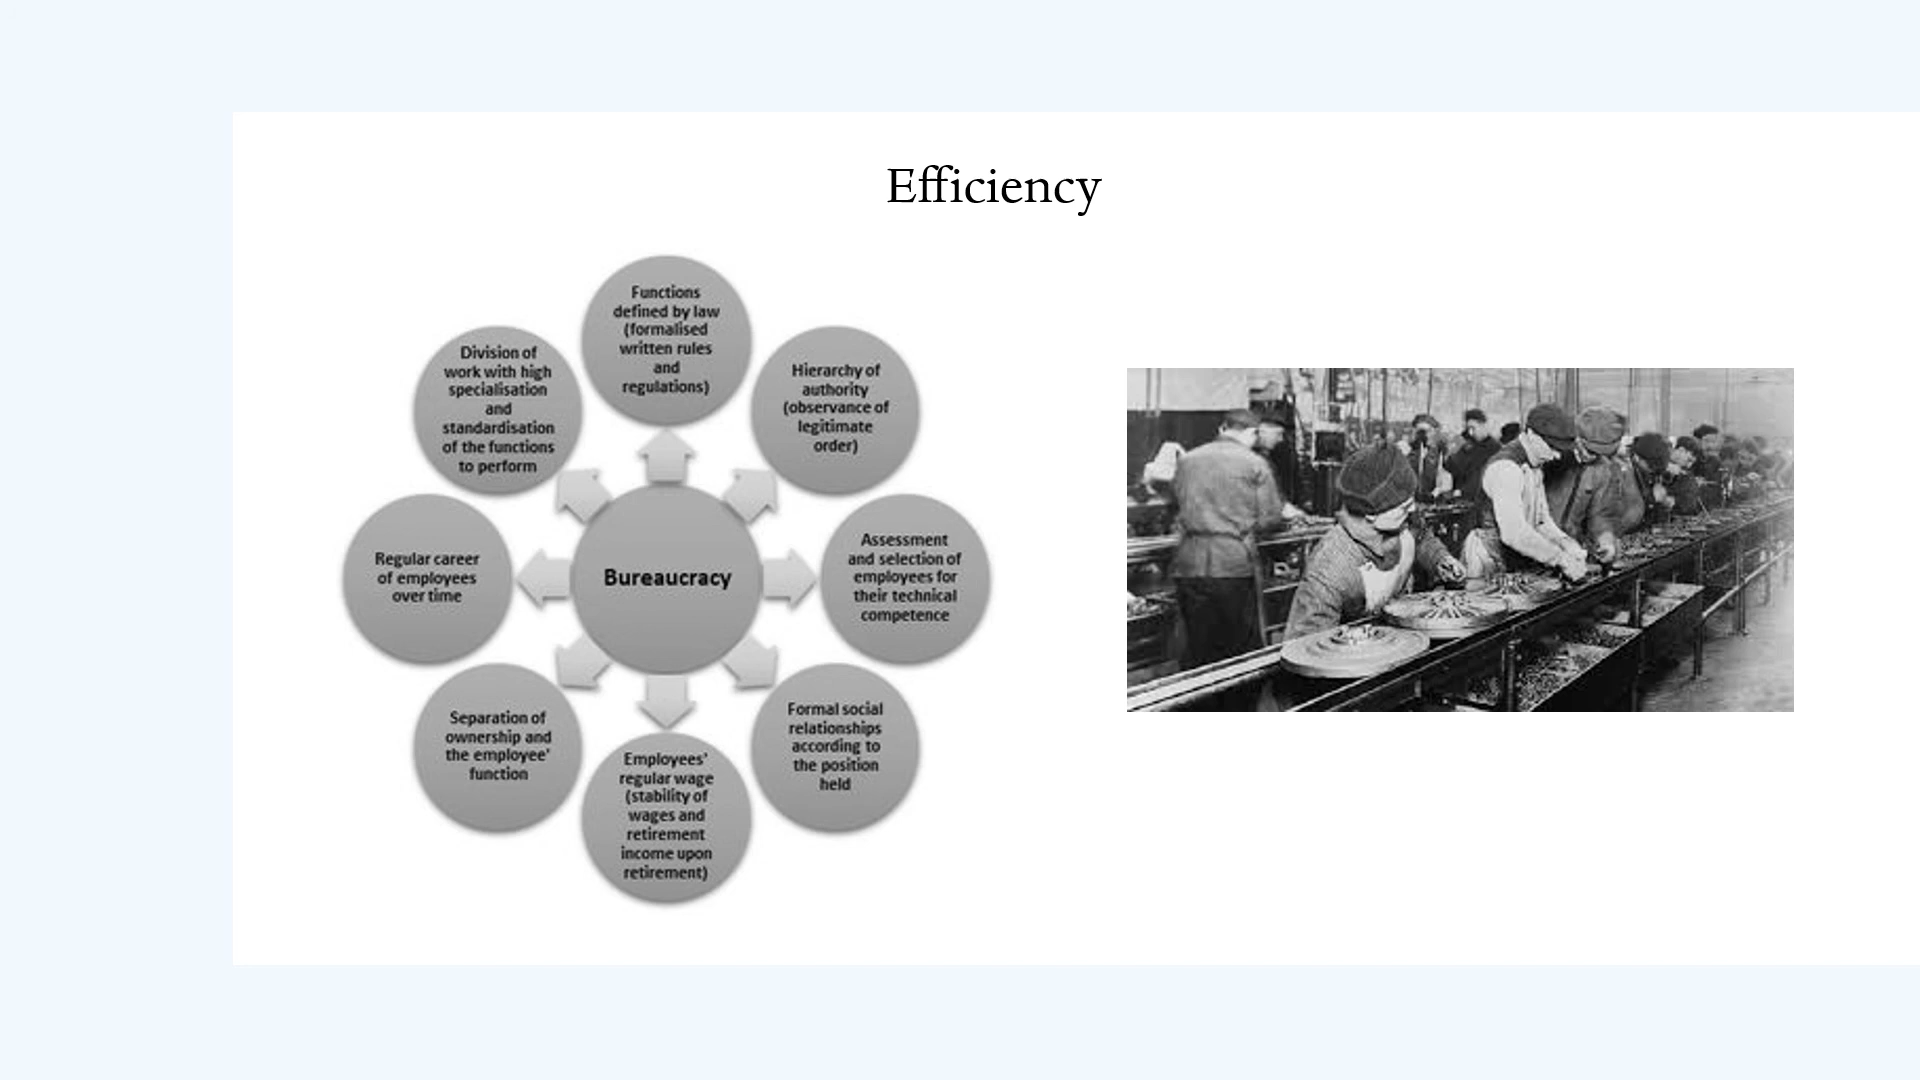 Efficiency
Functions
defined by law
(formalised
written rules
and
regulations)
Hierarchy of
authority
(observance of
legitimate
order)
Assessment
and selection of
employees for
their technical
competence
Formal social
relationships
according to
the position
held
Employees'
regular wage
(stability of
wages and
retirement
income upon
retirement)
Separation of
ownership and
the employee'
function
Regular career
of employees
over time
Division of
work with high
specialisation
and
standardisation
of the functions
to perform
Bureaucracy